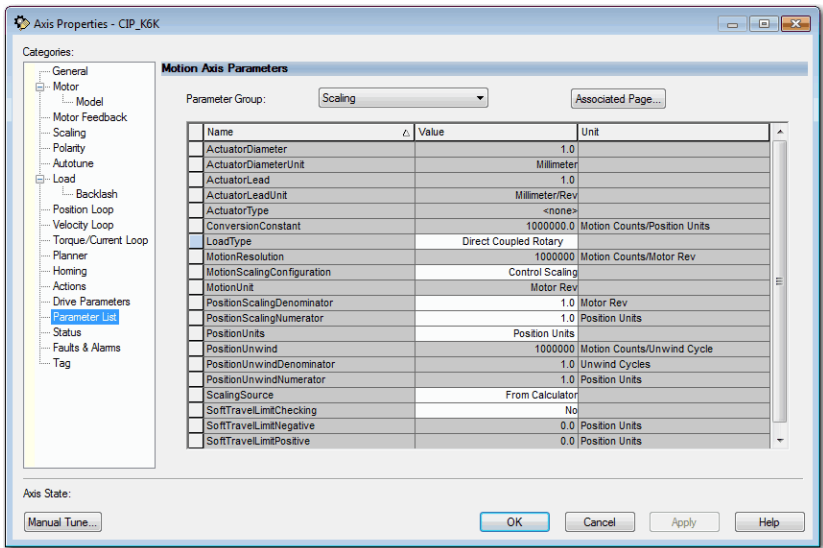 Axis Properties - CIP_K6K
Categories:
General
Motor
Model
Motor Feedback
Scaling
Polarity
Autotune
Load
Backlash
Position Loop
Velocity Loop
Torque/Current Loop
Planner
Homing
Actions
Drive Parameters
Parameter List
Status
Faults & Alarms
Tag
Motion Axis Parameters
Parameter Group: Scaling Associated Page...
Name Value Unit
ActuatorDiameter 1.0
ActuatorDiameterUnit Millimeter
ActuatorLead 1.0
ActuatorLeadUnit Millimeter/Rev
ActuatorType <none>
ConversionConstant 1000000.0 Motion Counts/Position Units
LoadType Direct Coupled Rotary
MotionResolution 1000000 Motion Counts/Motor Rev
MotionScalingConfiguration Control Scaling
MotionUnit Motor Rev
PositionScalingDenominator 1.0 Motor Rev
PositionScalingNumerator 1.0 Position Units
PositionUnits Position Units
PositionUnwind 1000000 Motion Counts/Unwind Cycle
PositionUnwindDenominator 1.0 Unwind Cycles
PositionUnwindNumerator 1.0 Position Units
ScalingSource From Calculator
SoftTravelLimitChecking No
SoftTravelLimitNegative 0.0 Position Units
SoftTravelLimitPositive 0.0 Position Units
Axis State:
Manual Tune... OK Cancel Apply Help